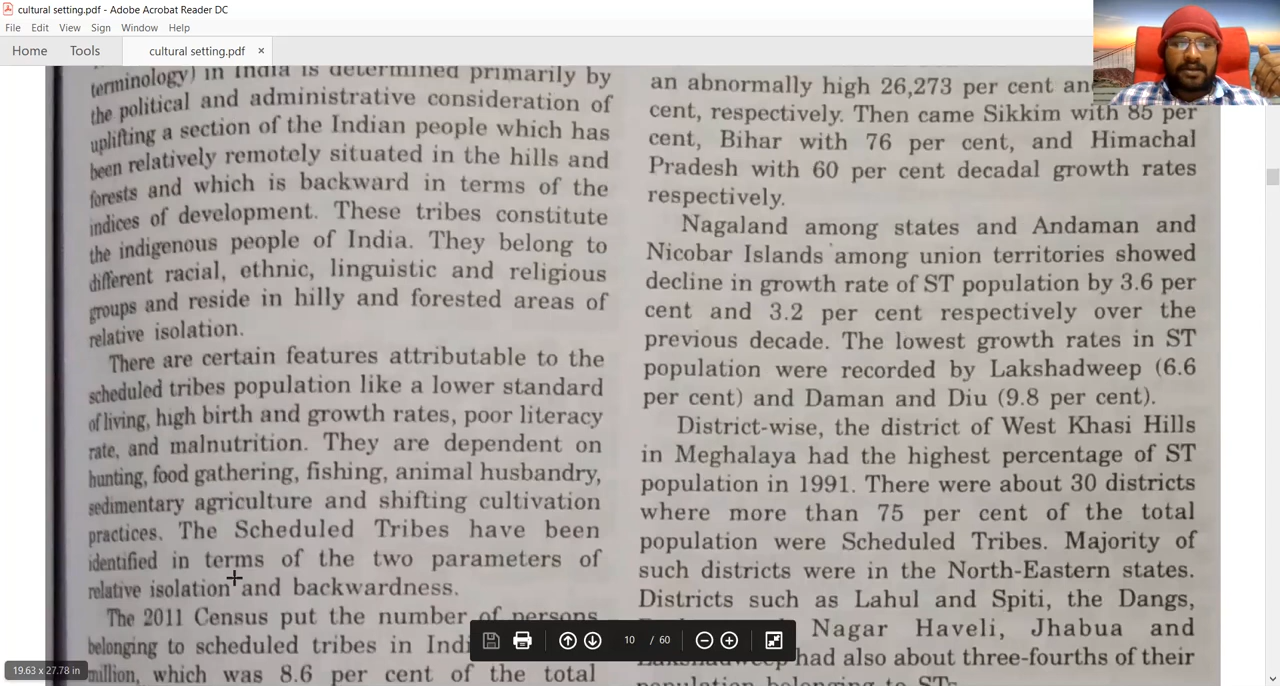 cultural setting.pdf - Adobe Acrobat Reader DC
File Edit View Sign Window Help
Home Tools cultural setting.pdf ×
terminology) in India is determined primarily by
the political and administrative consideration of
uplifting a section of the Indian people which has
been relatively remotely situated in the hills and
forests and which is backward in terms of the
indices of development. These tribes constitute
the indigenous people of India. They belong to
different racial, ethnic, linguistic and religious
groups and reside in hilly and forested areas of
relative isolation.
There are certain features attributable to the
scheduled tribes population like a lower standard
of living, high birth and growth rates, poor literacy
rate, and malnutrition. They are dependent on
hunting, food gathering, fishing, animal husbandry,
sedimentary agriculture and shifting cultivation
practices. The Scheduled Tribes have been
identified in terms of the two parameters of
relative isolation and backwardness.
The 2011 Census put the number of persons
belonging to scheduled tribes in
million, which was 8.6 per cent of the total
an abnormally high 26,273 per cent
cent, respectively. Then came Sikkim with 85 per
cent, Bihar with 76 per cent, and Himachal
Pradesh with 60 per cent decadal growth rates
respectively.
Nagaland among states and Andaman and
Nicobar Islands among union territories showed
decline in growth rate of ST population by 3.6 per
cent and 3.2 per cent respectively over the
previous decade. The lowest growth rates in ST
population were recorded by Lakshadweep (6.6
per cent) and Daman and Diu (9.8 per cent).
District-wise, the district of West Khasi Hills
in Meghalaya had the highest percentage of ST
population in 1991. There were about 30 districts
where more than 75 per cent of the total
population were Scheduled Tribes. Majority of
such districts were in the North-Eastern states.
Districts such as Lahul and Spiti, the Dangs,
Nagar Haveli, Jhabua and
had also about three-fourths of their
population belonging to STs.
10 / 60
19.63 x 27.78 in